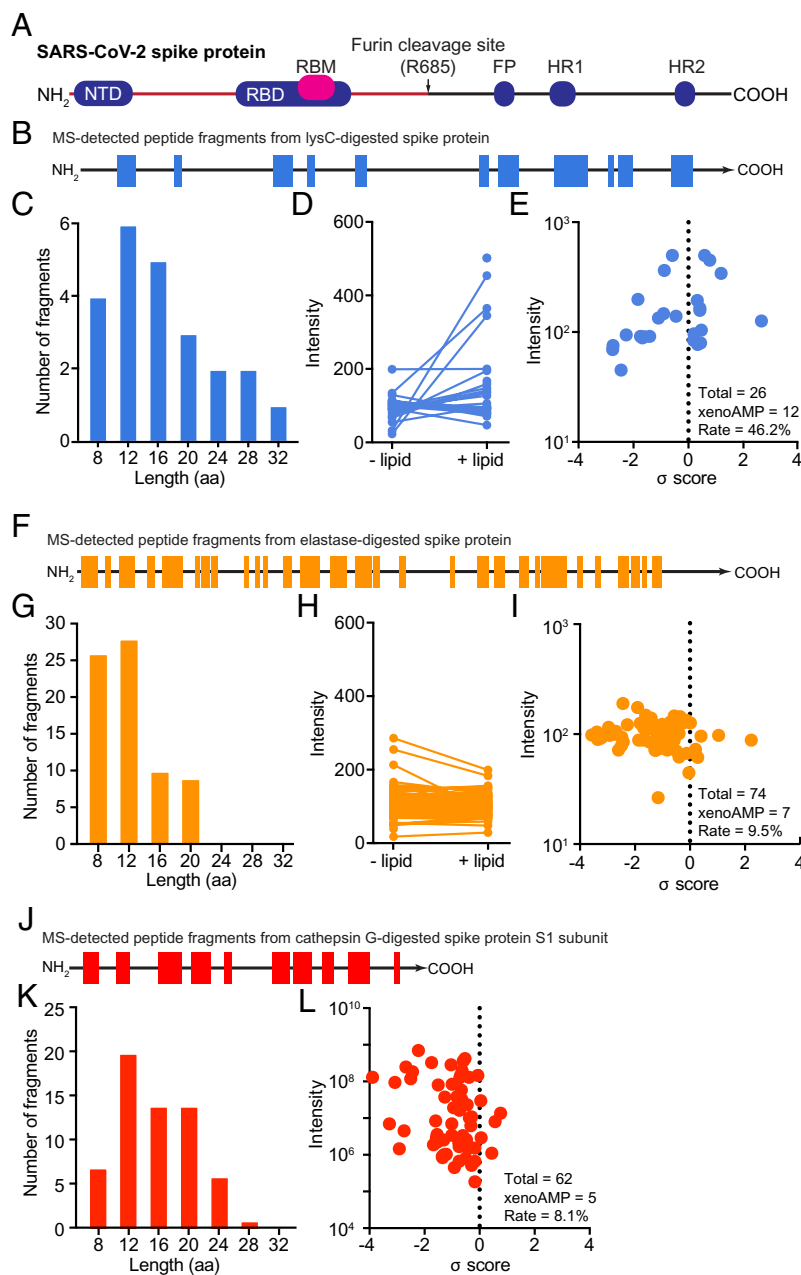 A
SARS-CoV-2 spike protein
Furin cleavage site
(R685)
RBM
FP
HR1
HR2
NH2
NTD
RBD
COOH
B
MS-detected peptide fragments from lysC-digested spike protein
NH2
COOH
C
Number of fragments
6
4
2
0
8 12 16 20 24 28 32
Length (aa)
D
Intensity
600
400
200
0
- lipid + lipid
E
Intensity
10³
10²
10¹
Total = 26
xenoAMP = 12
Rate = 46.2%
-4 -2 0 2 4
σ score
F
MS-detected peptide fragments from elastase-digested spike protein
NH2
COOH
G
Number of fragments
30
25
20
15
10
5
0
8 12 16 20 24 28 32
Length (aa)
H
Intensity
600
400
200
0
- lipid + lipid
I
Intensity
10³
10²
10¹
Total = 74
xenoAMP = 7
Rate = 9.5%
-4 -2 0 2 4
σ score
J
MS-detected peptide fragments from cathepsin G-digested spike protein S1 subunit
NH2
COOH
K
Number of fragments
25
20
15
10
5
0
8 12 16 20 24 28 32
Length (aa)
L
Intensity
10¹⁰
10⁸
10⁶
10⁴
Total = 62
xenoAMP = 5
Rate = 8.1%
-4 -2 0 2 4
σ score